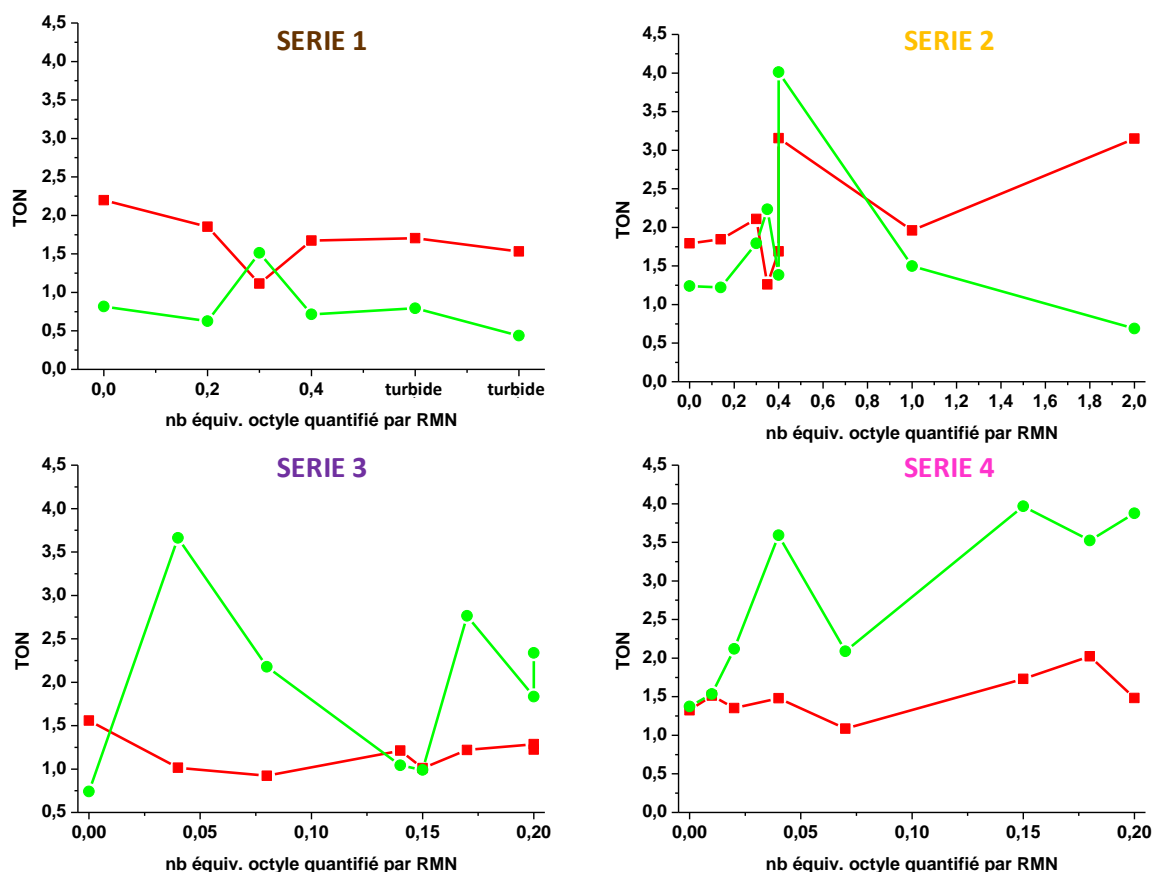 SERIE 1
4,5
4,0
3,5
3,0
2,5
2,0
1,5
1,0
0,5
0,0
TON
0,0 0,2 0,4 turbide turbide
nb équiv. octyle quantifié par RMN
SERIE 2
4,5
4,0
3,5
3,0
2,5
2,0
1,5
1,0
0,5
0,0
TON
0,0 0,2 0,4 0,6 0,8 1,0 1,2 1,4 1,6 1,8 2,0
nb équiv. octyle quantifié par RMN
SERIE 3
4,5
4,0
3,5
3,0
2,5
2,0
1,5
1,0
0,5
TON
0,00 0,05 0,10 0,15 0,20
nb équiv. octyle quantifié par RMN
SERIE 4
4,5
4,0
3,5
3,0
2,5
2,0
1,5
1,0
0,5
0,0
TON
0,00 0,05 0,10 0,15 0,20
nb équiv. octyle quantifié par RMN